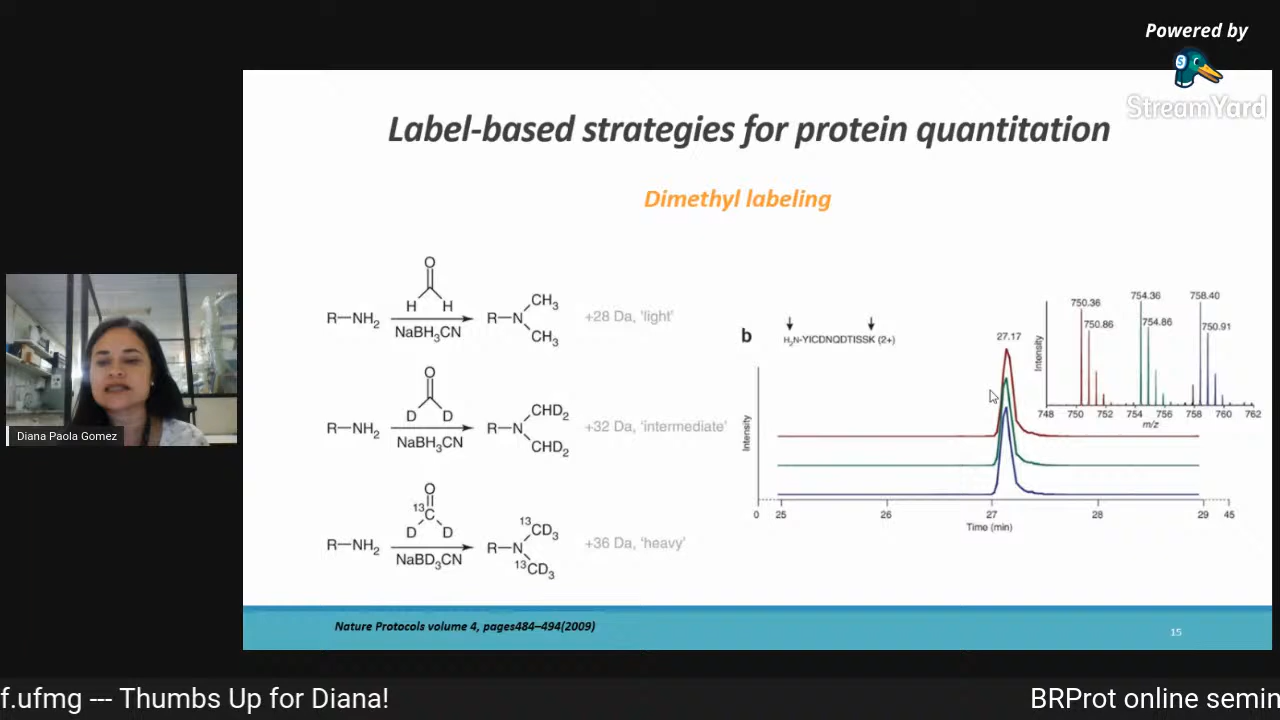 Powered by
StreamYard
Label-based strategies for protein quantitation
Dimethyl labeling
O
H H
R—NH2
NaBH3CN
R—N
CH3
CH3
+28 Da, 'light'
O
D D
R—NH2
NaBH3CN
R—N
CHD2
CHD2
+32 Da, 'intermediate'
O
13C
D D
R—NH2
NaBD3CN
R—N
13CD3
13CD3
+36 Da, 'heavy'
b
H2N-YICDNQDTISSK (2+)
27.17
Intensity
0 25 26 27 28 29 45
Time (min)
750.36 754.36 758.40
750.86 754.86 750.91
Intensity
748 750 752 754 756 758 760 762
m/z
Nature Protocols volume 4, pages484–494(2009)
15
Diana Paola Gomez
f.ufmg --- Thumbs Up for Diana!
BRProt online semin